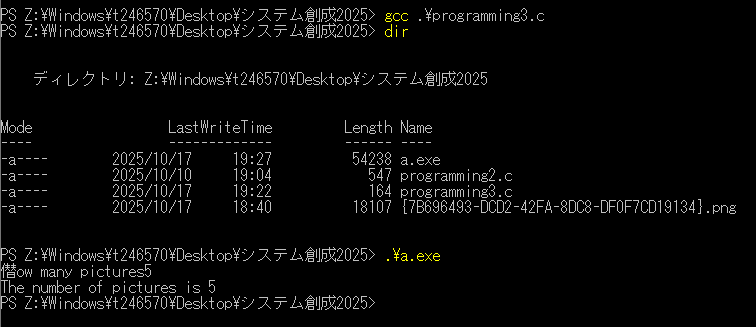 PS Z:¥Windows¥t246570¥Desktop¥システム創成2025> gcc .¥programming3.c
PS Z:¥Windows¥t246570¥Desktop¥システム創成2025> dir
ディレクトリ: Z:¥Windows¥t246570¥Desktop¥システム創成2025
Mode LastWriteTime Length Name
---- ------------- ------ ----
-a---- 2025/10/17 19:27 54238 a.exe
-a---- 2025/10/10 19:04 547 programming2.c
-a---- 2025/10/17 19:22 164 programming3.c
-a---- 2025/10/17 18:40 18107 {7B696493-DCD2-42FA-8DC8-DF0F7CD19134}.png
PS Z:¥Windows¥t246570¥Desktop¥システム創成2025> .¥a.exe
ow many pictures5
The number of pictures is 5
PS Z:¥Windows¥t246570¥Desktop¥システム創成2025>